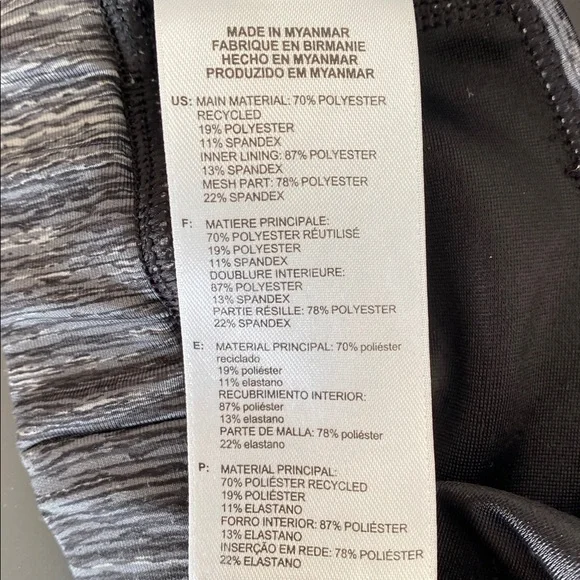 MADE IN MYANMAR
FABRIQUE EN BIRMANIE
HECHO EN MYANMAR
PRODUZIDO EM MYANMAR
US: MAIN MATERIAL: 70% POLYESTER
RECYCLED
19% POLYESTER
11% SPANDEX
INNER LINING: 87% POLYESTER
13% SPANDEX
MESH PART: 78% POLYESTER
22% SPANDEX
F: MATIERE PRINCIPALE:
70% POLYESTER RÉUTILISÉ
19% POLYESTER
11% SPANDEX
DOUBLURE INTERIEURE:
87% POLYESTER
13% SPANDEX
PARTIE RÉSILLE: 78% POLYESTER
22% SPANDEX
E: MATERIAL PRINCIPAL: 70% poliéster
reciclado
19% poliéster
11% elastano
RECUBRIMIENTO INTERIOR:
87% poliéster
13% elastano
PARTE DE MALLA: 78% poliéster
22% elastano
P: MATERIAL PRINCIPAL:
70% POLIÉSTER RECYCLED
19% POLIÉSTER
11% ELASTANO
FORRO INTERIOR: 87% POLIÉSTER
13% ELASTANO
INSERÇÃO EM REDE: 78% POLIÉSTER
22% ELASTANO